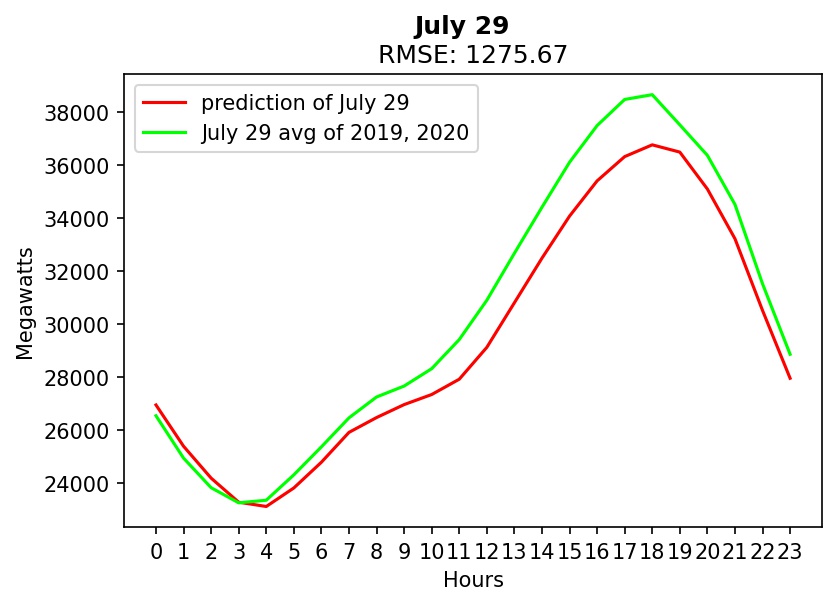 July 29
RMSE: 1275.67
prediction of July 29
July 29 avg of 2019, 2020
Megawatts
38000
36000
34000
32000
30000
28000
26000
24000
0 1 2 3 4 5 6 7 8 9 10 11 12 13 14 15 16 17 18 19 20 21 22 23
Hours